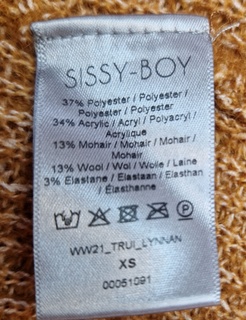 SISSY-BOY
37% Polyester / Polyester /
Polyester / Polyester
34% Acrylic / Acryl / Polyacryl /
Acrylique
13% Mohair / Mohair / Mohair /
Mohair
13% Wool / Wol / Wolle / Laine
3% Elastane / Elastaan / Elasthan /
Élasthanne
WW21_TRUI_LYNNAN
XS
00051091